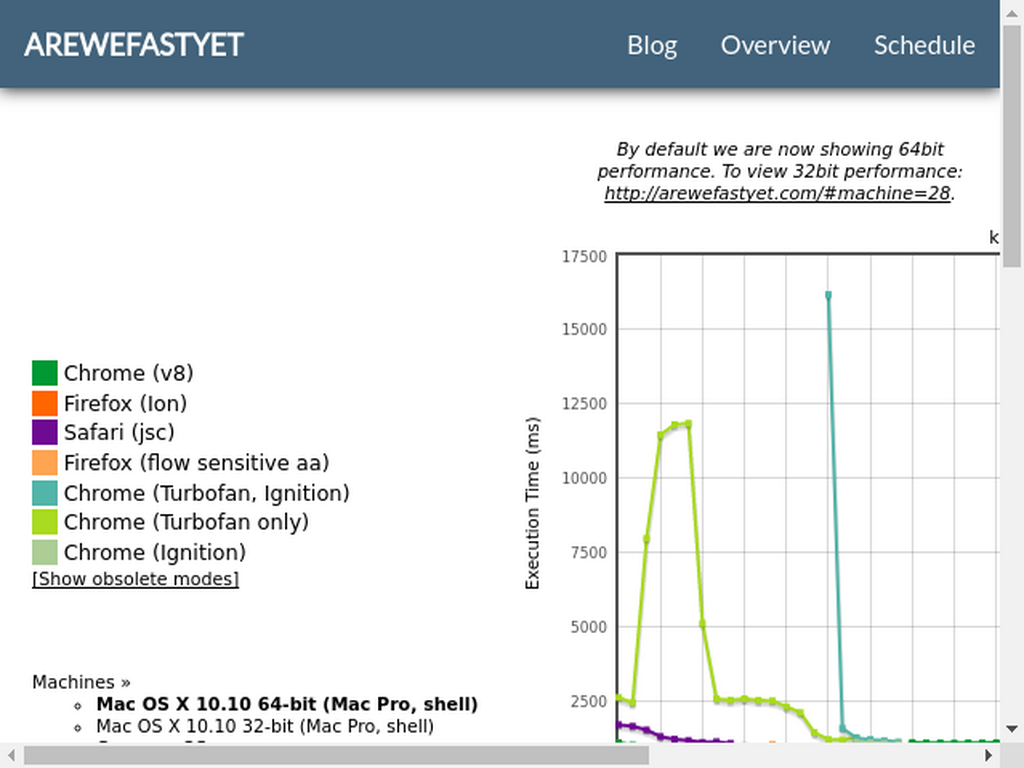 AREWEFASTYET
Blog
Overview
Schedule
By default we are now showing 64bit
performance. To view 32bit performance:
http://arewefastyet.com/#machine=28.
k
17500
15000
12500
10000
7500
5000
2500
Execution Time (ms)
Chrome (v8)
Firefox (Ion)
Safari (jsc)
Firefox (flow sensitive aa)
Chrome (Turbofan, Ignition)
Chrome (Turbofan only)
Chrome (Ignition)
[Show obsolete modes]
Machines »
Mac OS X 10.10 64-bit (Mac Pro, shell)
Mac OS X 10.10 32-bit (Mac Pro, shell)